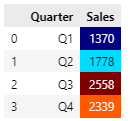 Quarter Sales
0 Q1 1370
1 Q2 1778
2 Q3 2558
3 Q4 2339